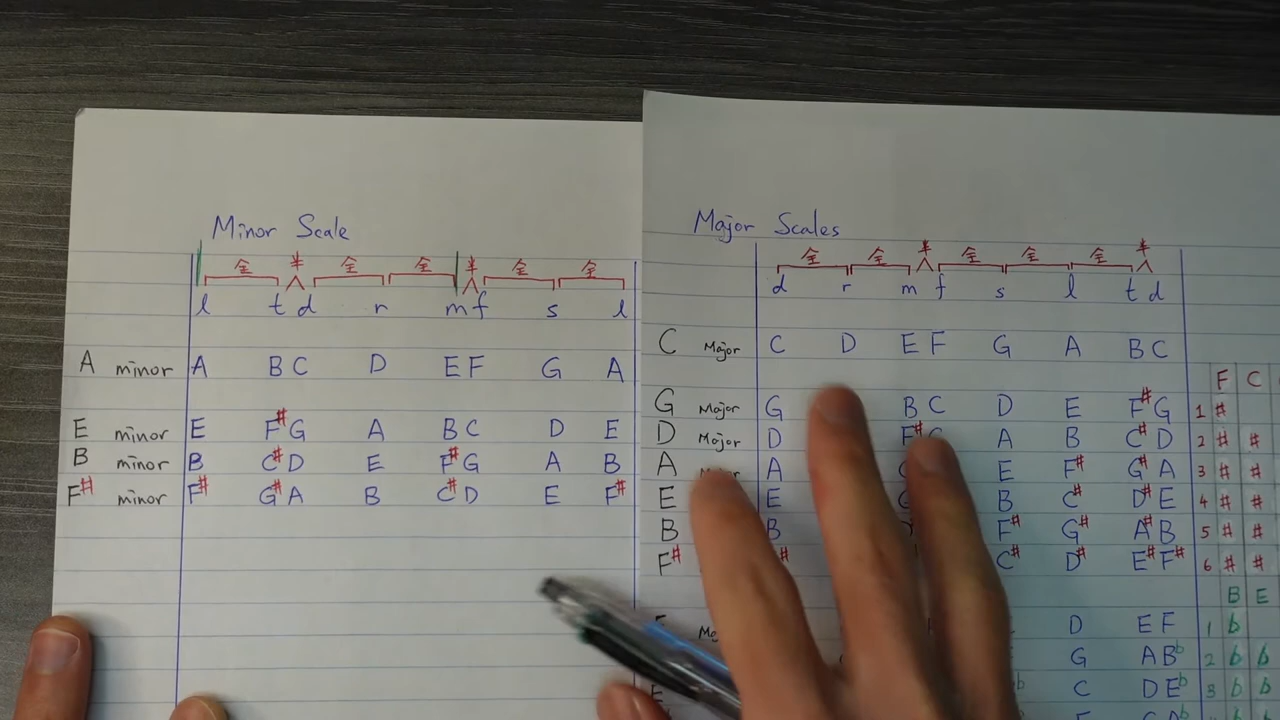 Minor Scale
全 半 全 全 半 全 全
l t d r m f s l
A minor A B C D E F G A
E minor E F# G A B C D E
B minor B C# D E F# G A B
F# minor F# G# A B C# D E F#
Major Scales
全 全 半 全 全 全 半
d r m f s l t d
C Major C D E F G A B C
F C
G Major G B C D E F# G 1 #
D Major D F# A B C# D 2 # #
A A E F# G# A 3 # #
E E B C# D# E 4 # #
B B F# G# A# B 5 # #
F# # C# D# E# F# 6 # #
B E
D E F 1 b
G A Bb 2 b b
C D Eb 3 b b